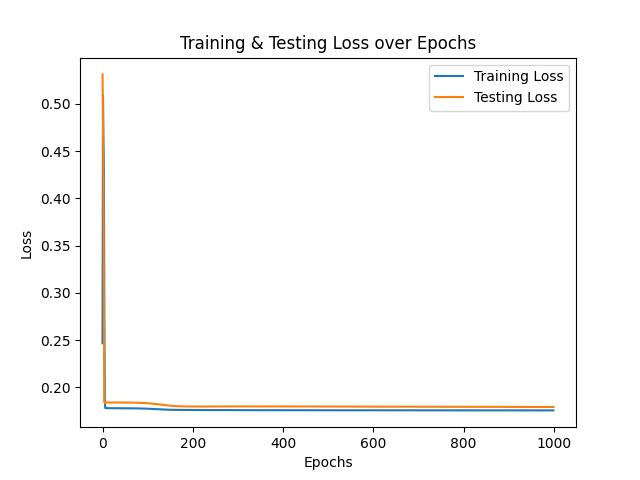 Training & Testing Loss over Epochs
Training Loss
Testing Loss
Loss
0.50
0.45
0.40
0.35
0.30
0.25
0.20
0 200 400 600 800 1000
Epochs